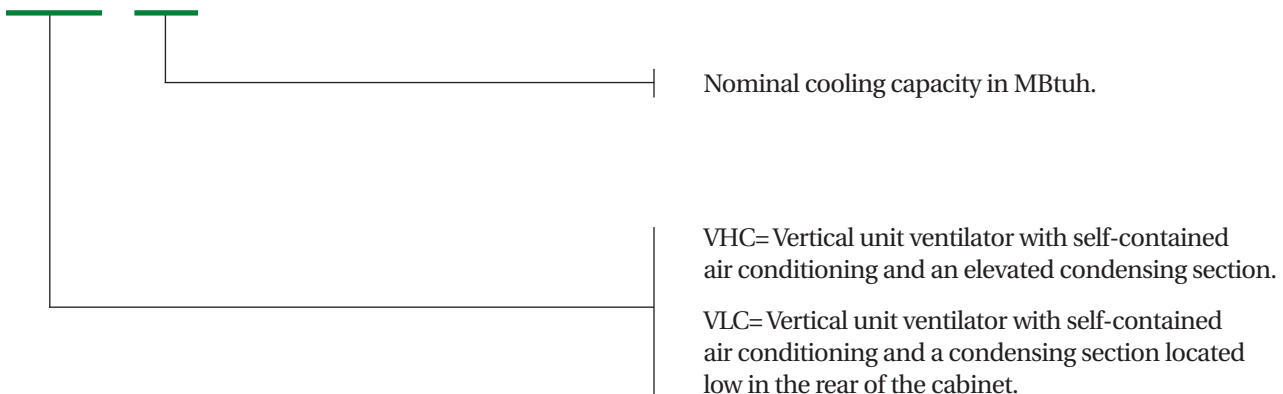 Nominal cooling capacity in MBtuh.
VHC= Vertical unit ventilator with self-contained
air conditioning and an elevated condensing section.
VLC= Vertical unit ventilator with self-contained
air conditioning and a condensing section located
low in the rear of the cabinet.